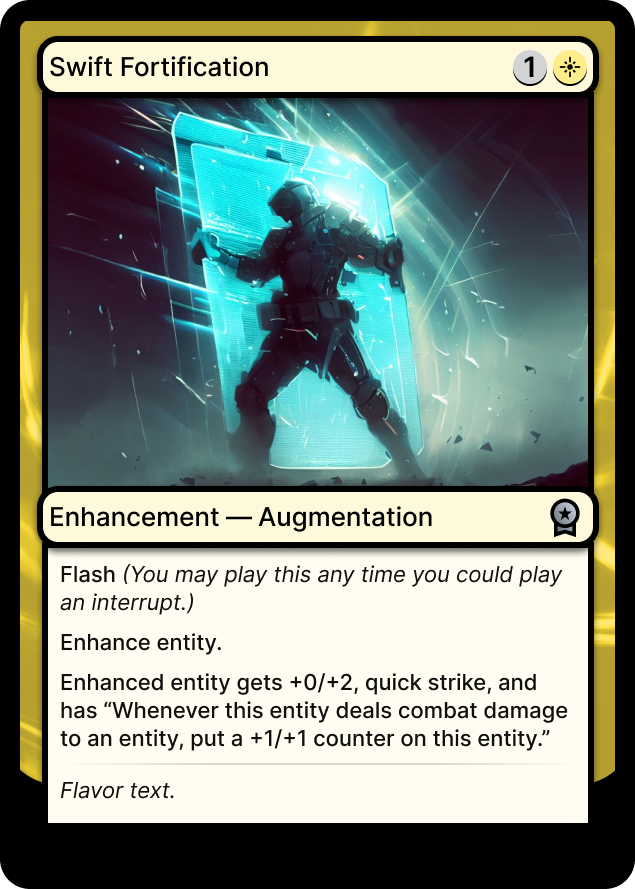 Swift Fortification 1
Enhancement — Augmentation
Flash (You may play this any time you could play
an interrupt.)
Enhance entity.
Enhanced entity gets +0/+2, quick strike, and
has “Whenever this entity deals combat damage
to an entity, put a +1/+1 counter on this entity.”
Flavor text.